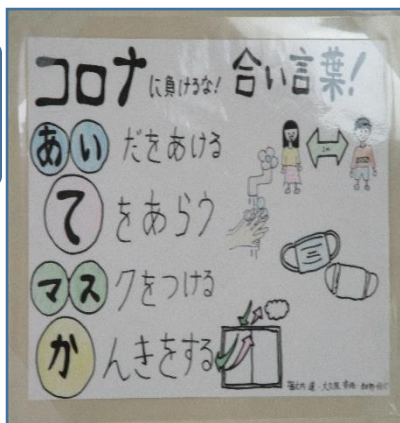 コロナに負けるな! 合い言葉!
あいだをあける
てをあらう
マスクをつける
かんきをする